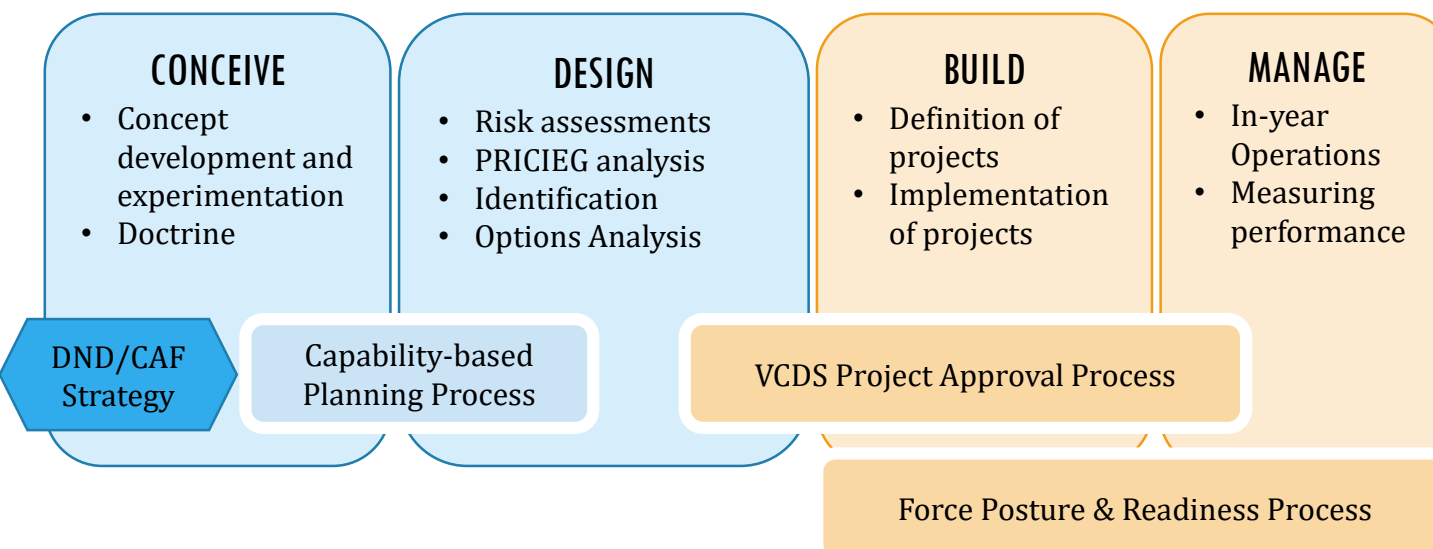 CONCEIVE
• Concept
development and
experimentation
• Doctrine
DESIGN
• Risk assessments
• PRICIEG analysis
• Identification
• Options Analysis
BUILD
• Definition of
projects
• Implementation
of projects
MANAGE
• In-year
Operations
• Measuring
performance
DND/CAF
Strategy
Capability-based
Planning Process
VCDS Project Approval Process
Force Posture & Readiness Process